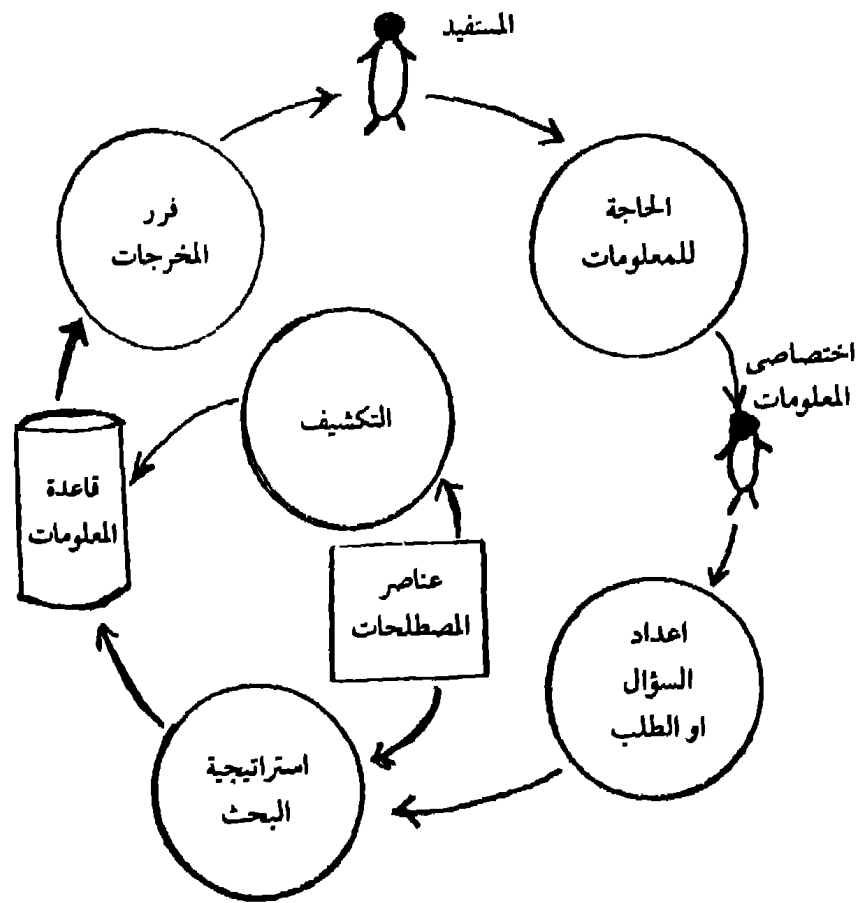 المستفيد
الحاجة
للمعلومات
اختصاصى
المعلومات
اعداد
السؤال
او الطلب
استراتيجية
البحث
عناصر
المصطلحات
التكشيف
قاعدة
المعلومات
فرر
المخرجات